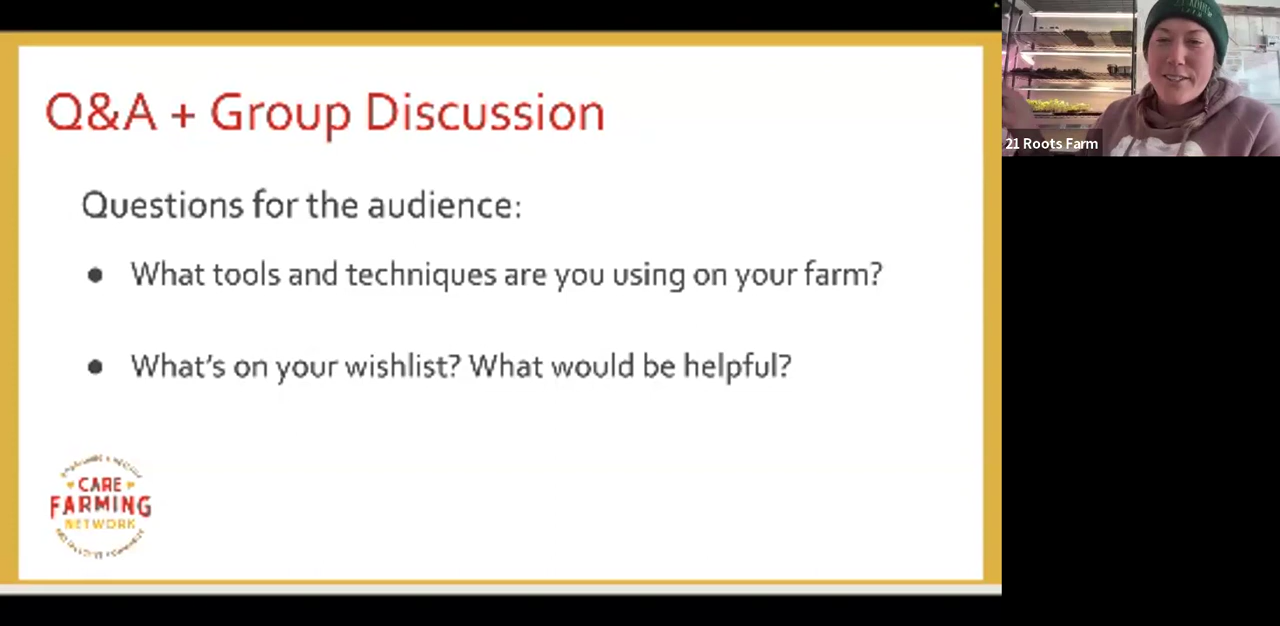 Q&A + Group Discussion
Questions for the audience:
● What tools and techniques are you using on your farm?
● What's on your wishlist? What would be helpful?
CARE
FARMING
NETWORK
21 Roots Farm